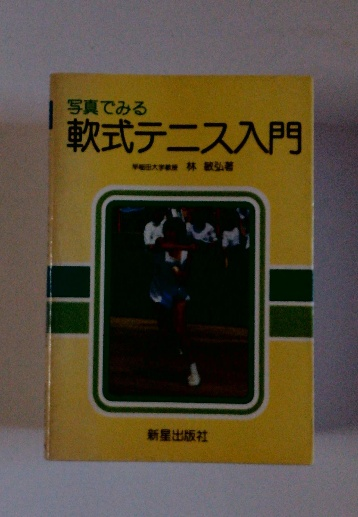 写真でみる
軟式テニス入門
早稲田大学教授 林 敏弘著
新星出版社